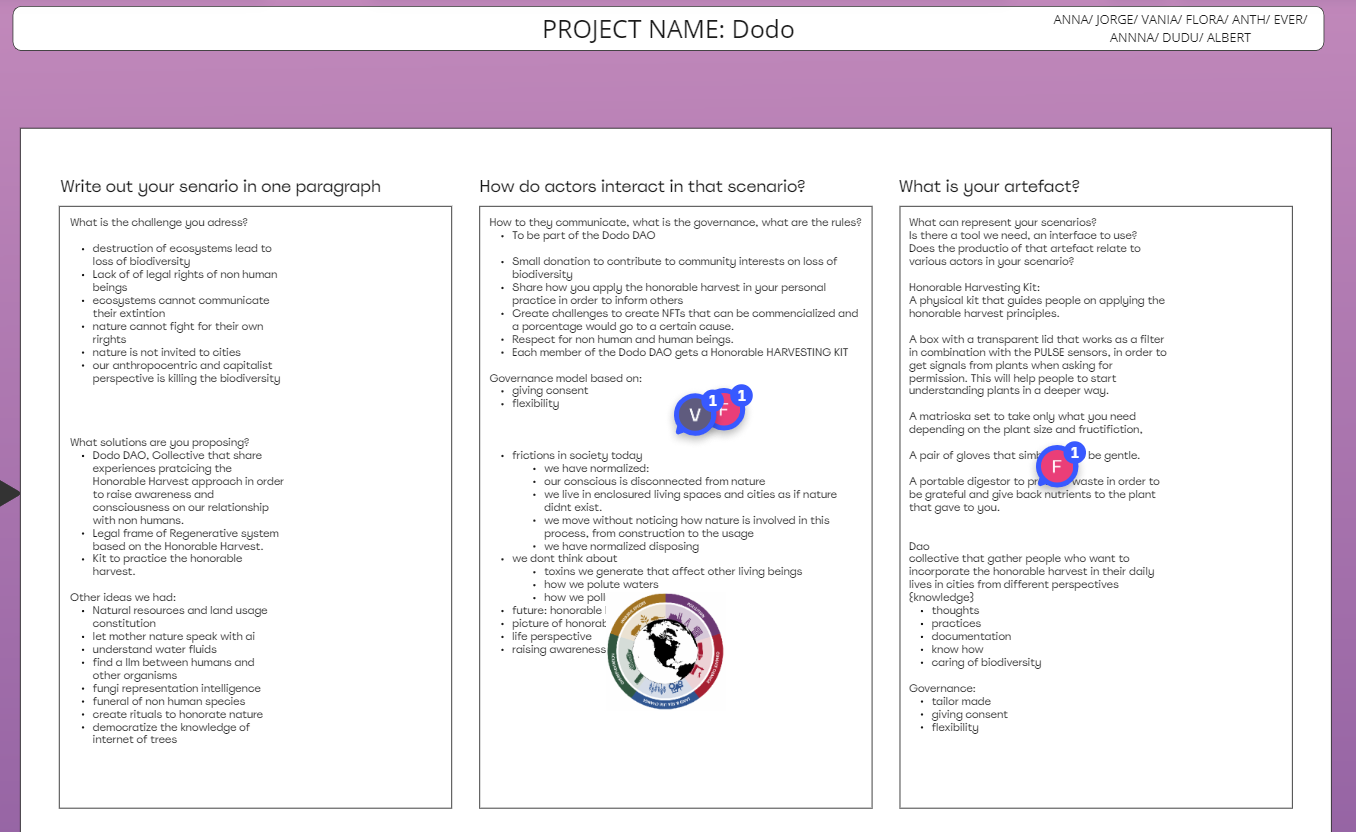 PROJECT NAME: Dodo
ANNA/ JORGE/ VANIA/ FLORA/ ANTH/ EVER/
ANNNA/ DUDU/ ALBERT
Write out your senario in one paragraph
What is the challenge you adress?
• destruction of ecosystems lead to
loss of biodiversity
• Lack of of legal rights of non human
beings
• ecosystems cannot communicate
their extintion
• nature cannot fight for their own
rirghts
• nature is not invited to cities
• our anthropocentric and capitalist
perspective is killing the biodiversity
What solutions are you proposing?
• Dodo DAO, Collective that share
experiences pratcicing the
Honorable Harvest approach in order
to raise awareness and
consciousness on our relationship
with non humans.
• Legal frame of Regenerative system
based on the Honorable Harvest.
• Kit to practice the honorable
harvest.
Other ideas we had:
• Natural resources and land usage
constitution
• let mother nature speak with ai
• understand water fluids
• find a llm between humans and
other organisms
• fungi representation intelligence
• funeral of non human species
• create rituals to honorate nature
• democratize the knowledge of
internet of trees
How do actors interact in that scenario?
How to they communicate, what is the governance, what are the rules?
• To be part of the Dodo DAO
• Small donation to contribute to community interests on loss of
biodiversity
• Share how you apply the honorable harvest in your personal
practice in order to inform others
• Create challenges to create NFTs that can be commencialized and
a porcentage would go to a certain cause.
• Respect for non human and human beings.
• Each member of the Dodo DAO gets a Honorable HARVESTING KIT
Governance model based on:
• giving consent
• flexibility
V 1 F 1
• frictions in society today
• we have normalized:
• our conscious is disconnected from nature
• we live in enclosured living spaces and cities as if nature
didnt exist.
• we move without noticing how nature is involved in this
process, from construction to the usage
• we have normalized disposing
• we dont think about
• toxins we generate that affect other living beings
• how we polute waters
• how we poll
• future: honorable
• picture of honorab
• life perspective
• raising awareness
What is your artefact?
What can represent your scenarios?
Is there a tool we need, an interface to use?
Does the productio of that artefact relate to
various actors in your scenario?
Honorable Harvesting Kit:
A physical kit that guides people on applying the
honorable harvest principles.
A box with a transparent lid that works as a filter
in combination with the PULSE sensors, in order to
get signals from plants when asking for
permission. This will help people to start
understanding plants in a deeper way.
A matrioska set to take only what you need
depending on the plant size and fructification,
A pair of gloves that be gentle.
F 1
A portable digestor to waste in order to
be grateful and give back nutrients to the plant
that gave to you.
Dao
collective that gather people who want to
incorporate the honorable harvest in their daily
lives in cities from different perspectives
{knowledge}
• thoughts
• practices
• documentation
• know how
• caring of biodiversity
Governance:
• tailor made
• giving consent
• flexibility